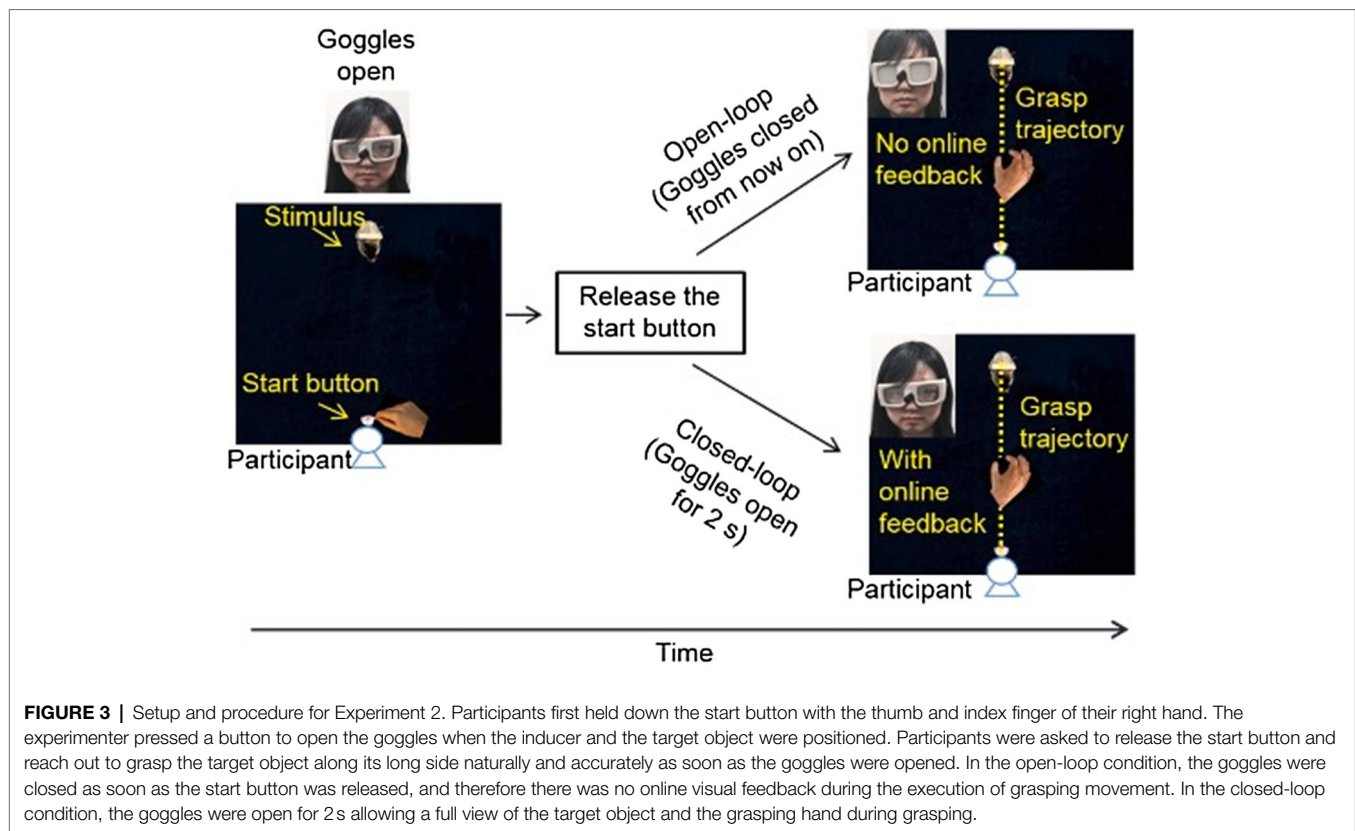 Goggles
open
Stimulus
Start button
Participant
Release the
start button
Open-loop
(Goggles closed
from now on)
No online
feedback
Grasp
trajectory
Participant
Closed-loop
(Goggles open
for 2 s)
With
online
feedback
Grasp
trajectory
Participant
Time
FIGURE 3 | Setup and procedure for Experiment 2. Participants first held down the start button with the thumb and index finger of their right hand. The
experimenter pressed a button to open the goggles when the inducer and the target object were positioned. Participants were asked to release the start button and
reach out to grasp the target object along its long side naturally and accurately as soon as the goggles were opened. In the open-loop condition, the goggles were
closed as soon as the start button was released, and therefore there was no online visual feedback during the execution of grasping movement. In the closed-loop
condition, the goggles were open for 2 s allowing a full view of the target object and the grasping hand during grasping.